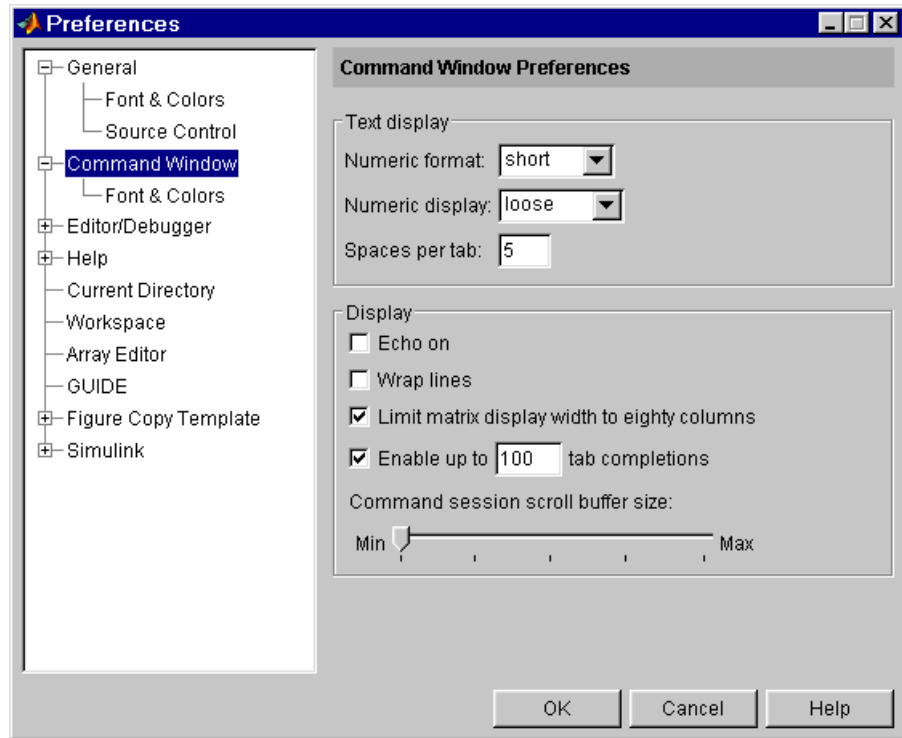 Preferences
General
Font & Colors
Source Control
Command Window
Font & Colors
Editor/Debugger
Help
Current Directory
Workspace
Array Editor
GUIDE
Figure Copy Template
Simulink
Command Window Preferences
Text display
Numeric format: short
Numeric display: loose
Spaces per tab: 5
Display
Echo on
Wrap lines
Limit matrix display width to eighty columns
Enable up to 100 tab completions
Command session scroll buffer size:
Min Max
OK Cancel Help